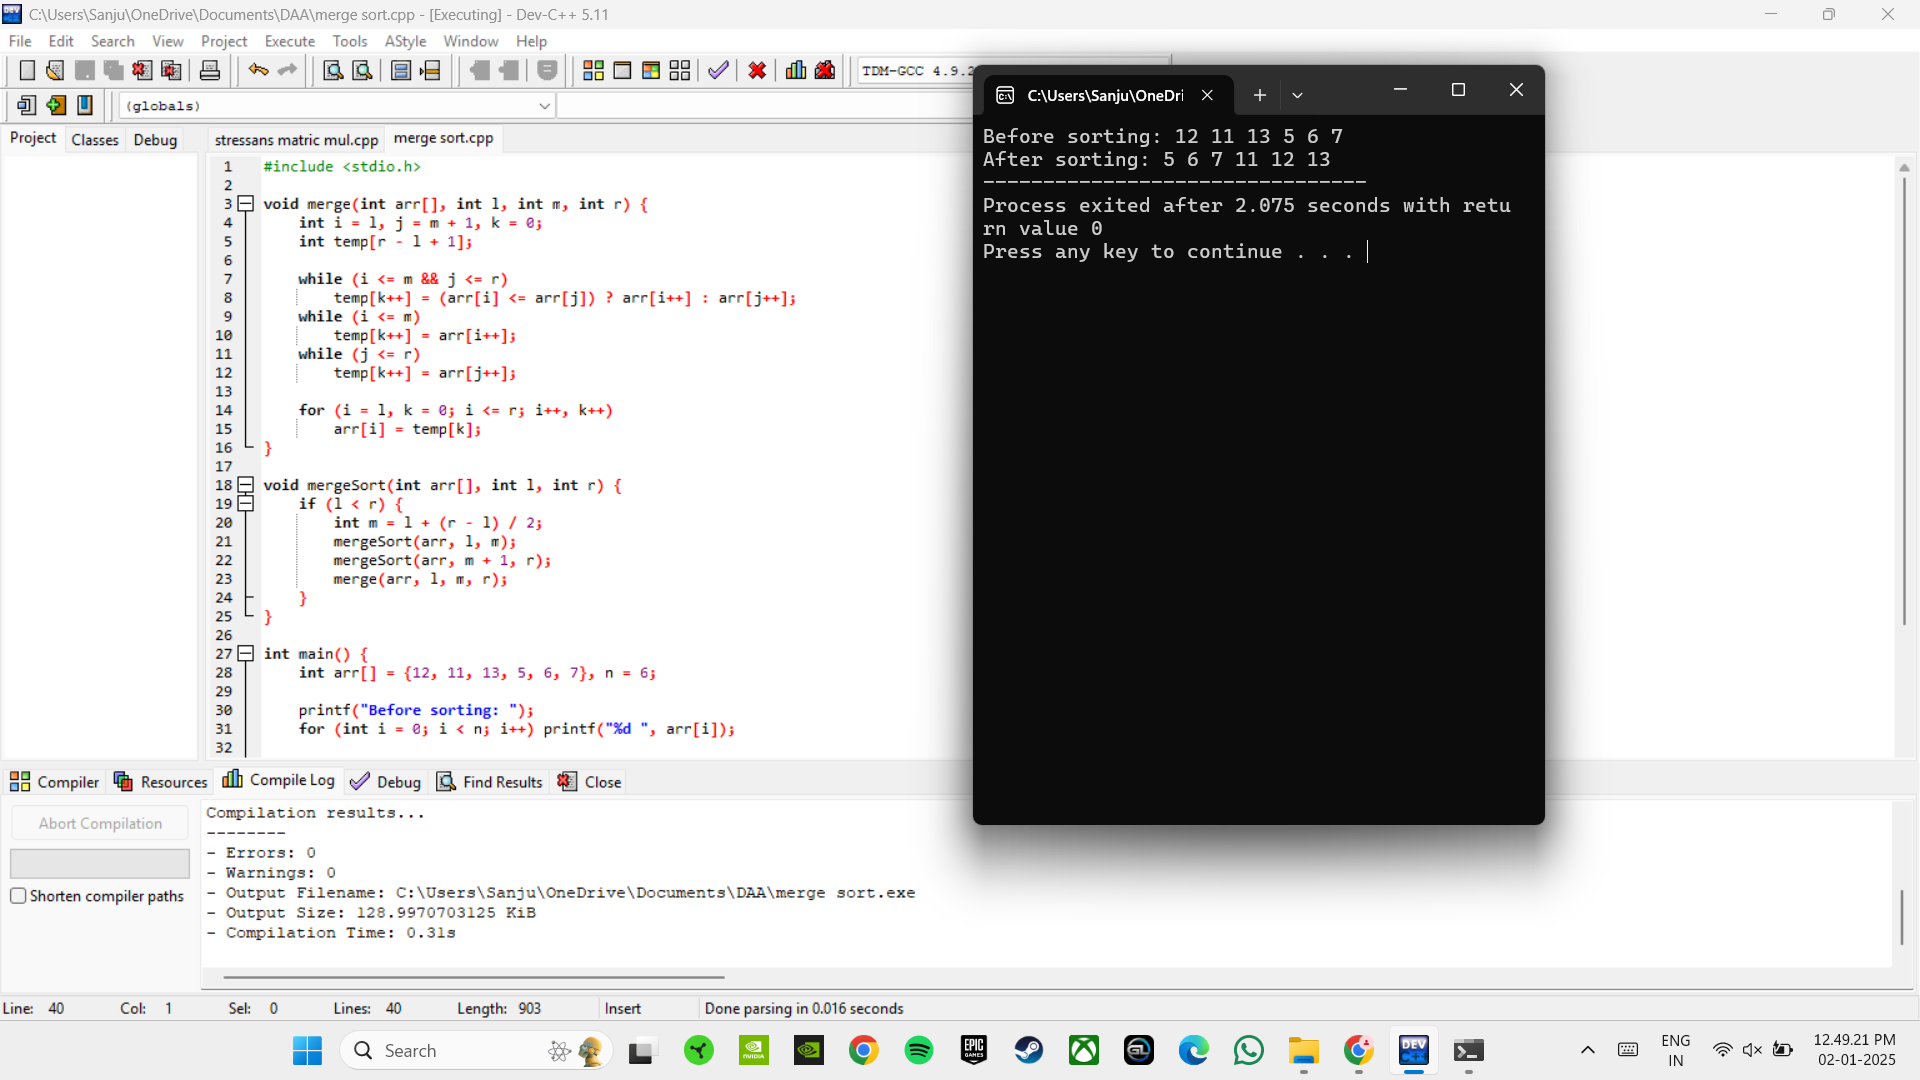 C:\Users\Sanju\OneDrive\Documents\DAA\merge sort.cpp - [Executing] - Dev-C++ 5.11
File Edit Search View Project Execute Tools AStyle Window Help
TDM-GCC 4.9.2
(globals)
Project Classes Debug
stressans matric mul.cpp merge sort.cpp
1 #include <stdio.h>
2
3 void merge(int arr[], int l, int m, int r) {
4 int i = l, j = m + 1, k = 0;
5 int temp[r - l + 1];
6
7 while (i <= m && j <= r)
8 temp[k++] = (arr[i] <= arr[j]) ? arr[i++] : arr[j++];
9 while (i <= m)
10 temp[k++] = arr[i++];
11 while (j <= r)
12 temp[k++] = arr[j++];
13
14 for (i = l, k = 0; i <= r; i++, k++)
15 arr[i] = temp[k];
16 }
17
18 void mergeSort(int arr[], int l, int r) {
19 if (l < r) {
20 int m = l + (r - l) / 2;
21 mergeSort(arr, l, m);
22 mergeSort(arr, m + 1, r);
23 merge(arr, l, m, r);
24 }
25 }
26
27 int main() {
28 int arr[] = {12, 11, 13, 5, 6, 7}, n = 6;
29
30 printf("Before sorting: ");
31 for (int i = 0; i < n; i++) printf("%d ", arr[i]);
32
C:\Users\Sanju\OneDri
Before sorting: 12 11 13 5 6 7
After sorting: 5 6 7 11 12 13
--------------------------------
Process exited after 2.075 seconds with retu
rn value 0
Press any key to continue . . .
Compiler Resources Compile Log Debug Find Results Close
Abort Compilation
Shorten compiler paths
Compilation results...
--------
- Errors: 0
- Warnings: 0
- Output Filename: C:\Users\Sanju\OneDrive\Documents\DAA\merge sort.exe
- Output Size: 128.9970703125 KiB
- Compilation Time: 0.31s
Line: 40 Col: 1 Sel: 0 Lines: 40 Length: 903 Insert Done parsing in 0.016 seconds
Search
NVIDIA
EPIC GAMES
DEV
ENG
IN
12.49.21 PM
02-01-2025